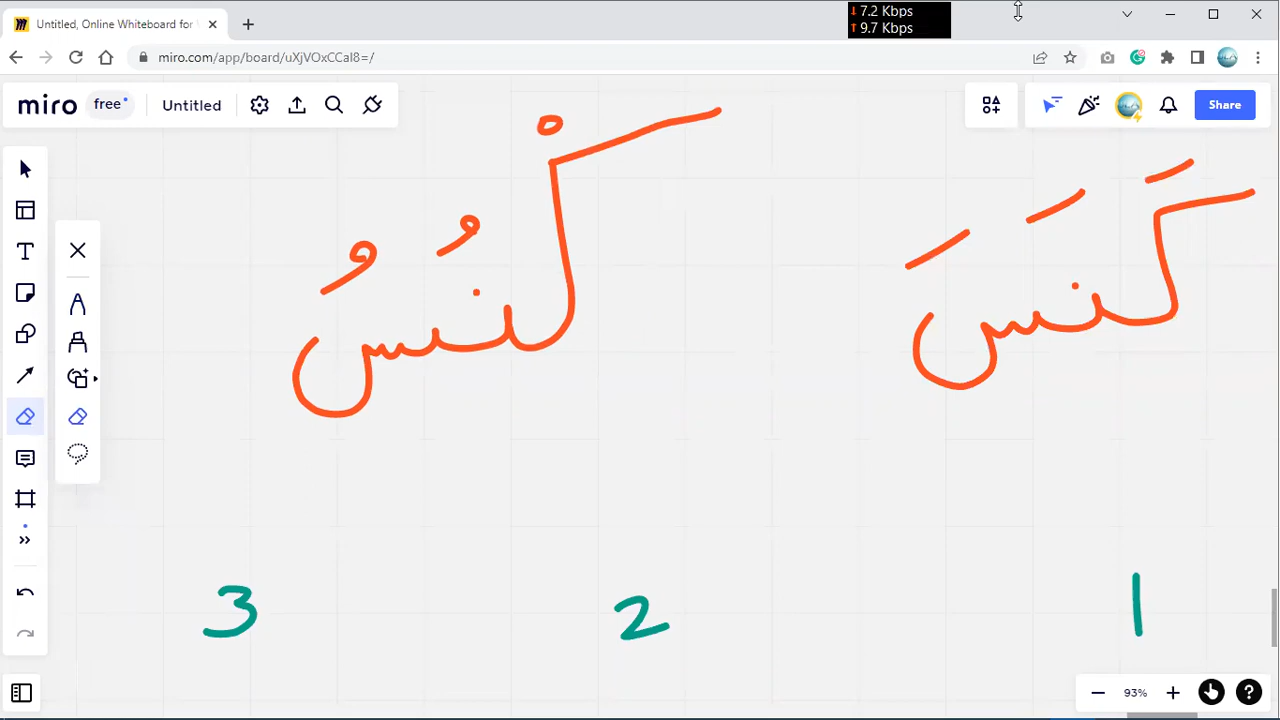 7.2 Kbps
9.7 Kbps
Untitled, Online Whiteboard for
miro.com/app/board/uXjVOxCCaI8=/
miro free Untitled Share
كَنَسَ كْنُسُ
3 2 1
93%